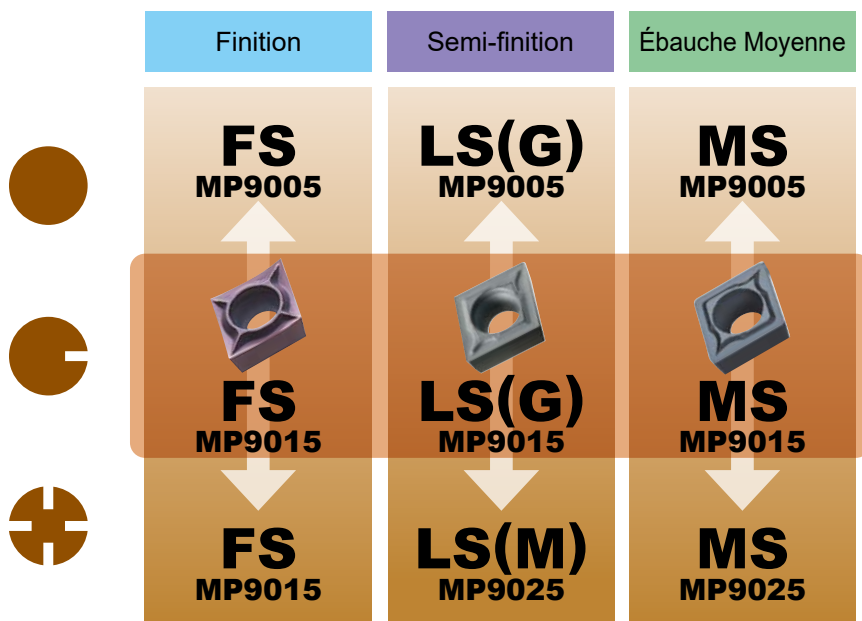 Finition
Semi-finition
Ébauche Moyenne
FS
MP9005
LS(G)
MP9005
MS
MP9005
FS
MP9015
LS(G)
MP9015
MS
MP9015
FS
MP9015
LS(M)
MP9025
MS
MP9025